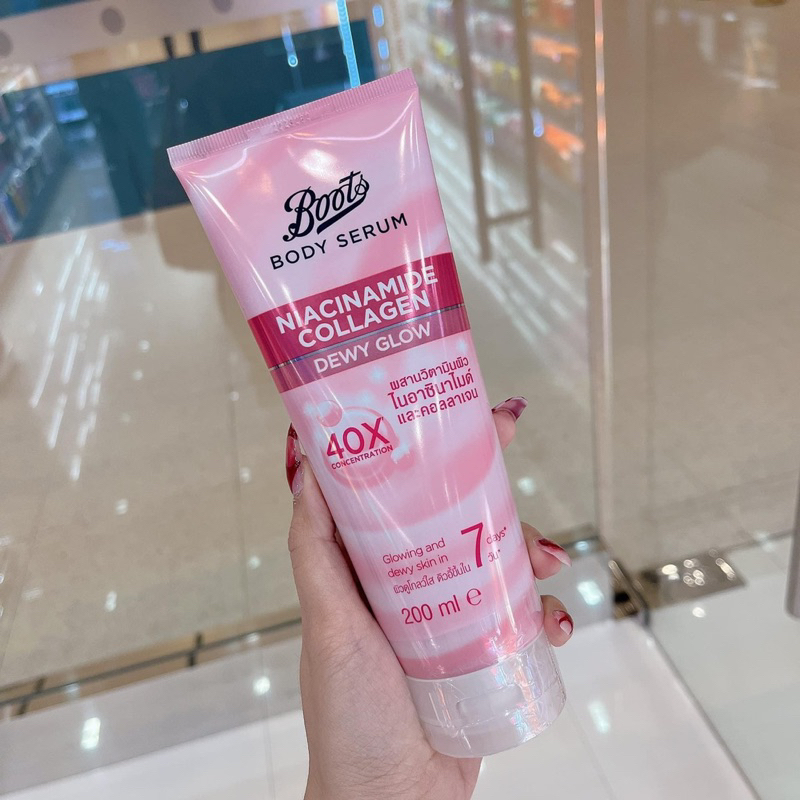 Boots
BODY SERUM
NIACINAMIDE
COLLAGEN
DEWY GLOW
ผสานวิตามินผิว
ไนอาซินาไมด์
และคอลลาเจน
40X
CONCENTRATION
Glowing and
dewy skin in
7 days*
ผิวดูโกลว์ใส ดิวอี้ขึ้นใน 7 วัน*
200 ml ℮